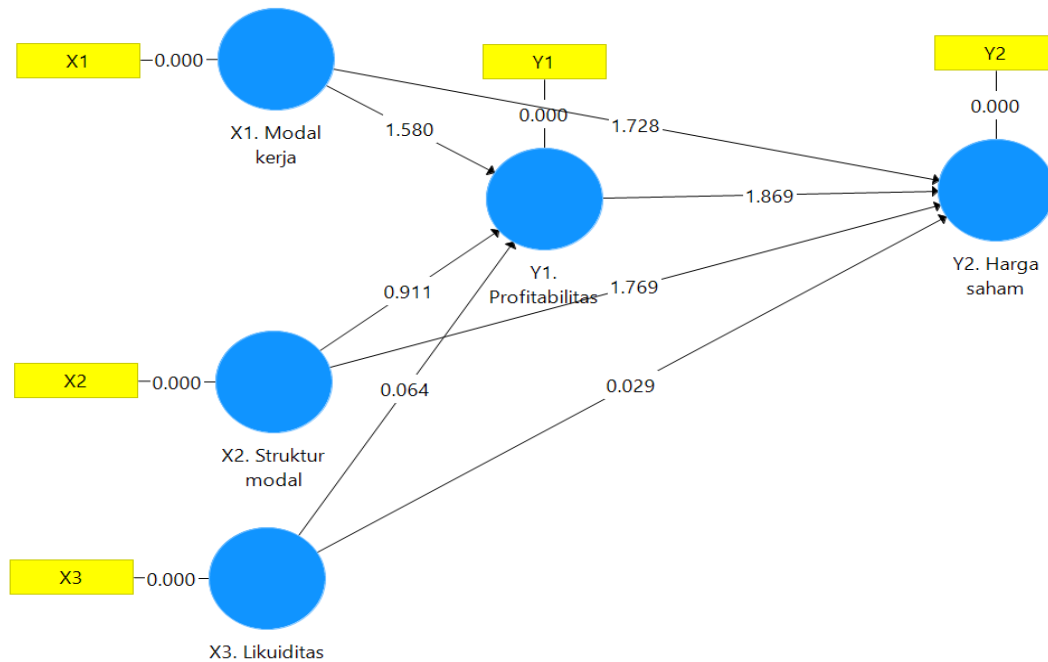 X1
0.000
X1. Modal
kerja
Y1
0.000
Y2
0.000
1.580
1.728
1.869
Y1.
Profitabilitas
Y2. Harga
saham
0.911
1.769
X2
0.000
X2. Struktur
modal
0.064
0.029
X3
0.000
X3. Likuiditas